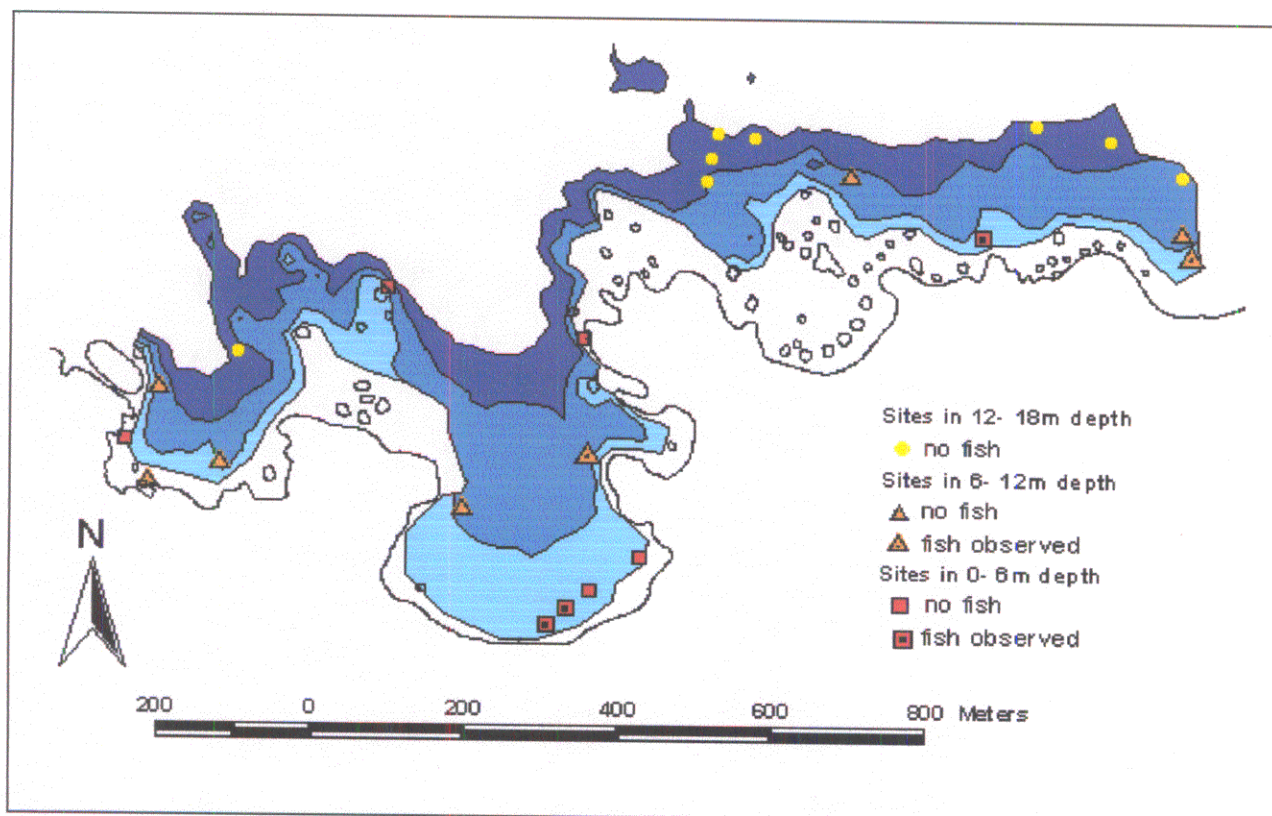 Sites in 12- 18m depth
no fish
Sites in 6- 12m depth
no fish
fish observed
Sites in 0- 6m depth
no fish
fish observed
N
200 0 200 400 600 800 Meters